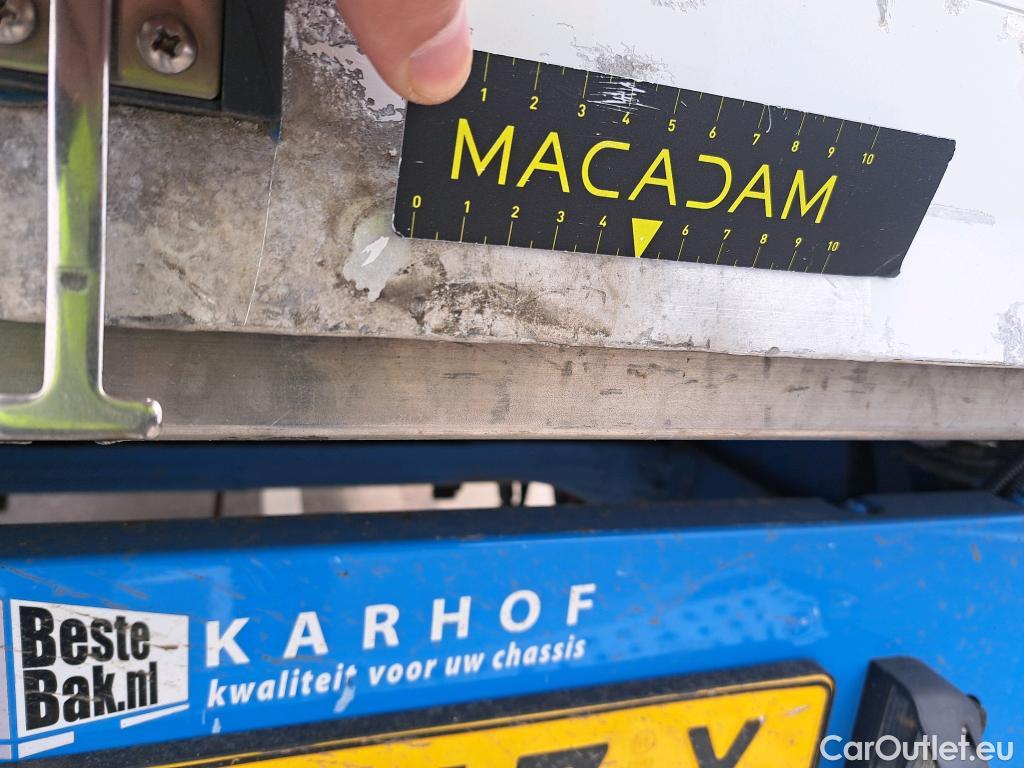 1 2 3 4 5 6 7 8 9 10
MACADAM
0 1 2 3 4 6 7 8 9 10
Beste
Bak.nl
KARHOF
kwaliteit voor uw chassis
X
CarOutlet.eu